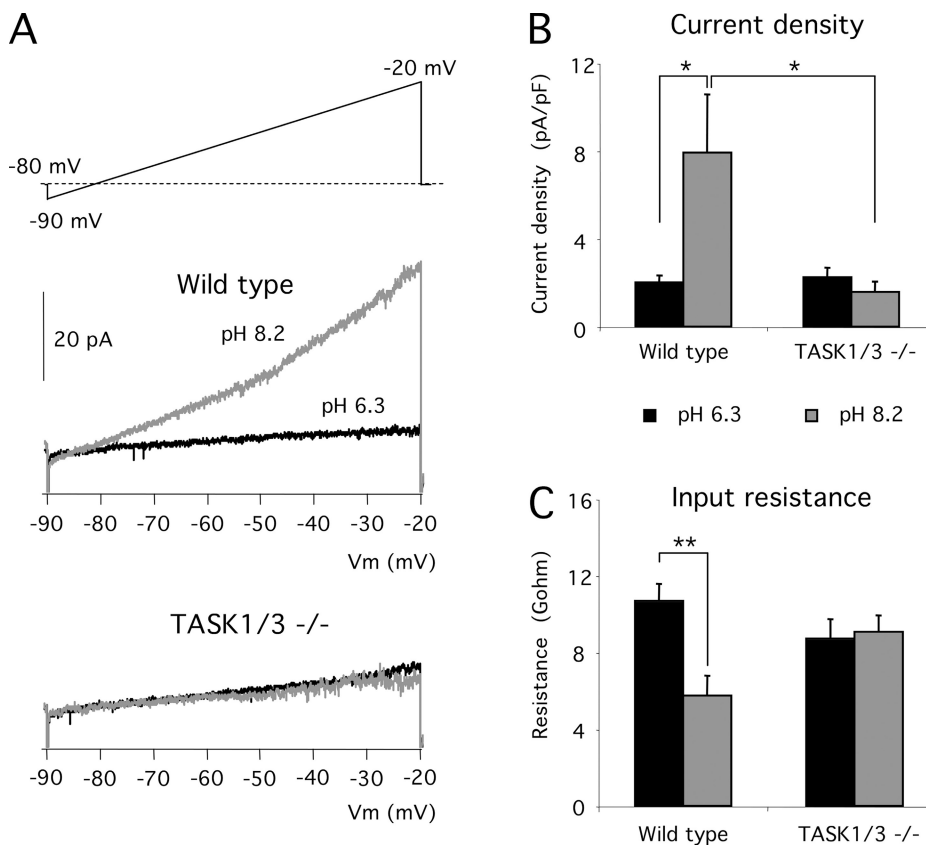 A
-20 mV
-80 mV
-90 mV
Wild type
20 pA
pH 8.2
pH 6.3
-90 -80 -70 -60 -50 -40 -30 -20
Vm (mV)
TASK1/3 -/-
-90 -80 -70 -60 -50 -40 -30 -20
Vm (mV)
B
Current density
Current density (pA/pF)
12
8
4
0
* *
Wild type TASK1/3 -/-
pH 6.3 pH 8.2
C
Input resistance
Resistance (Gohm)
16
12
8
4
0
**
Wild type TASK1/3 -/-